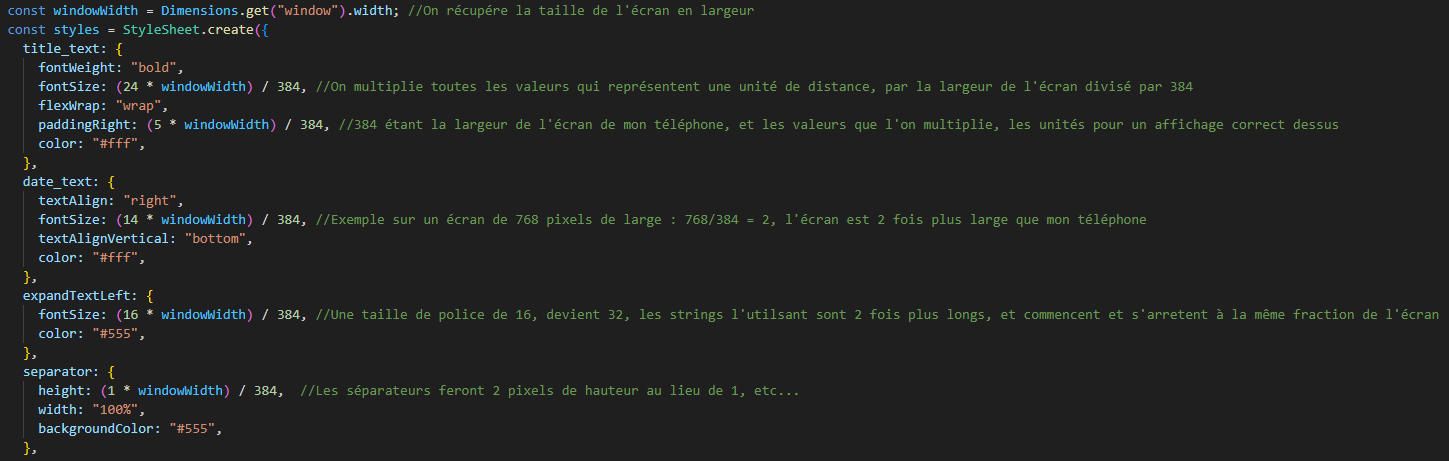 const windowWidth = Dimensions.get("window").width; //On récupére la taille de l'écran en largeur
const styles = StyleSheet.create({
  title_text: {
    fontWeight: "bold",
    fontSize: (24 * windowWidth) / 384, //On multiplie toutes les valeurs qui représentent une unité de distance, par la largeur de l'écran divisé par 384
    flexWrap: "wrap",
    paddingRight: (5 * windowWidth) / 384, //384 étant la largeur de l'écran de mon téléphone, et les valeurs que l'on multiplie, les unités pour un affichage correct dessus
    color: "#fff",
  },
  date_text: {
    textAlign: "right",
    fontSize: (14 * windowWidth) / 384, //Exemple sur un écran de 768 pixels de large : 768/384 = 2, l'écran est 2 fois plus large que mon téléphone
    textAlignVertical: "bottom",
    color: "#fff",
  },
  expandTextLeft: {
    fontSize: (16 * windowWidth) / 384, //Une taille de police de 16, devient 32, les strings l'utilsant sont 2 fois plus longs, et commencent et s'arretent à la même fraction de l'écran
    color: "#555",
  },
  separator: {
    height: (1 * windowWidth) / 384,  //Les séparateurs feront 2 pixels de hauteur au lieu de 1, etc...
    width: "100%",
    backgroundColor: "#555",
  },